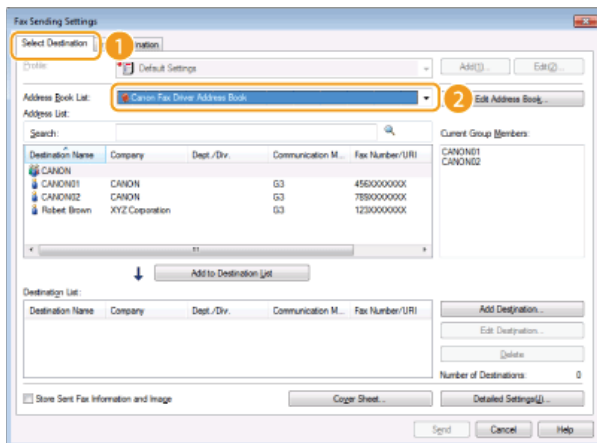 Fax Sending Settings
Select Destination 1 ination
Profile: Default Settings Add(1)... Edit(2)...
Address Book List: Canon Fax Driver Address Book 2 Edit Address Book...
Address List:
Search: Current Group Members:
Destination Name Company Dept./Div. Communication M... Fax Number/URI CANON01
CANON CANON02
CANON01 CANON G3 456XXXXXXX
CANON02 CANON G3 789XXXXXXX
Robert Brown XYZ Corporation G3 123XXXXXXX
Add to Destination List
Destination List:
Destination Name Company Dept./Div. Communication M... Fax Number/URI Add Destination...
Edit Destination...
Delete
Number of Destinations: 0
Store Sent Fax Information and Image Cover Sheet... Detailed Settings(J)...
Send Cancel Help